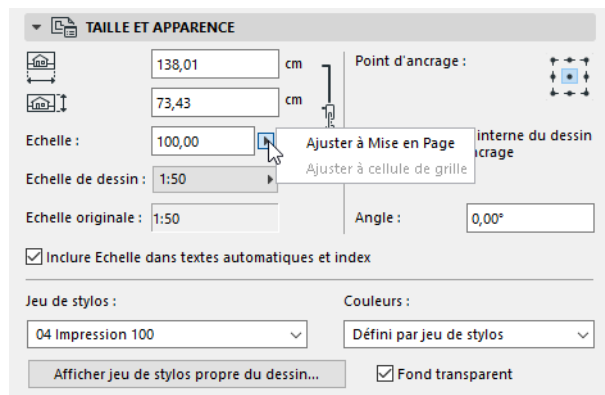 TAILLE ET APPARENCE
138,01 cm
Point d'ancrage :
73,43 cm
Echelle : 100,00
Ajuster à Mise en Page
interne du dessin
Ajuster à cellule de grille
Echelle de dessin : 1:50
Echelle originale : 1:50
Angle : 0,00°
Inclure Echelle dans textes automatiques et index
Jeu de stylos :
Couleurs :
04 Impression 100
Défini par jeu de stylos
Afficher jeu de stylos propre du dessin...
Fond transparent